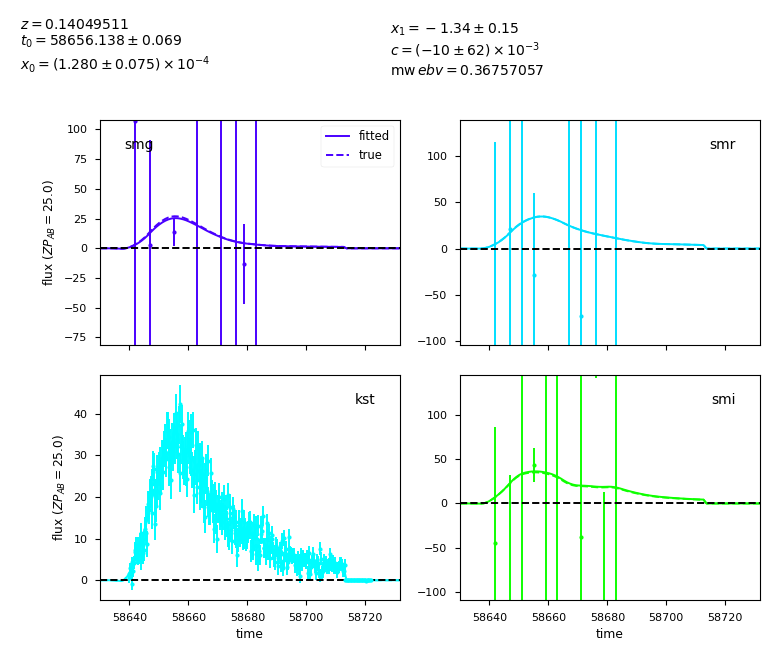 z = 0.14049511
t₀ = 58656.138 ± 0.069
x₀ = (1.280 ± 0.075) × 10⁻⁴
x₁ = −1.34 ± 0.15
c = (−10 ± 62) × 10⁻³
mw ebv = 0.36757057
smg
fitted
true
100
75
50
25
0
−25
−50
−75
flux (ZP_AB = 25.0)
smr
100
50
0
−50
−100
kst
40
30
20
10
0
flux (ZP_AB = 25.0)
58640 58660 58680 58700 58720
time
smi
100
50
0
−50
−100
58640 58660 58680 58700 58720
time